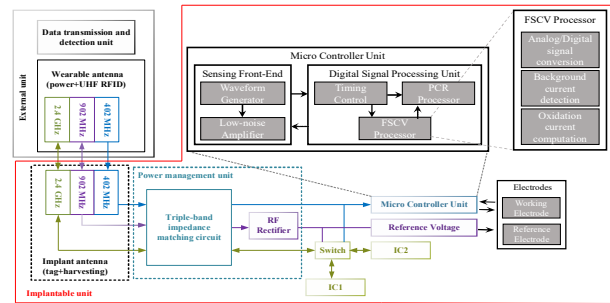 External unit
Data transmission and
detection unit
Wearable antenna
(power+UHF RFID)
2.4 GHz
902 MHz
402 MHz
Micro Controller Unit
Sensing Front-End
Waveform
Generator
Low-noise
Amplifier
Digital Signal Processing Unit
Timing
Control
PCR
Processor
FSCV
Processor
FSCV Processor
Analog/Digital
signal
conversion
Background
current
detection
Oxidation
current
computation
2.4 GHz
902 MHz
402 MHz
Implant antenna
(tag+harvesting)
Power management unit
Triple-band
impedance
matching circuit
RF
Rectifier
Micro Controller Unit
Reference Voltage
Switch
IC2
IC1
Electrodes
Working
Electrode
Reference
Electrode
Implantable unit